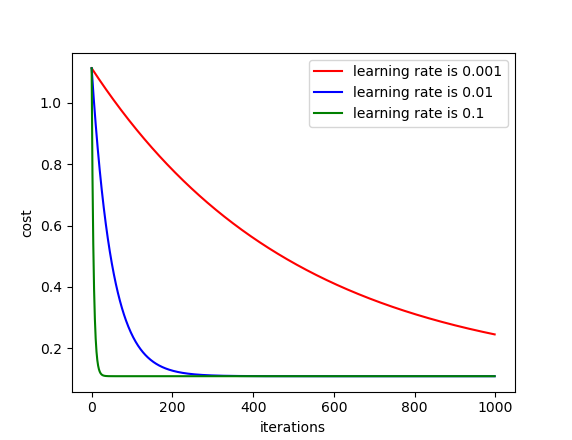 learning rate is 0.001
learning rate is 0.01
learning rate is 0.1
1.0
0.8
0.6
0.4
0.2
cost
0 200 400 600 800 1000
iterations